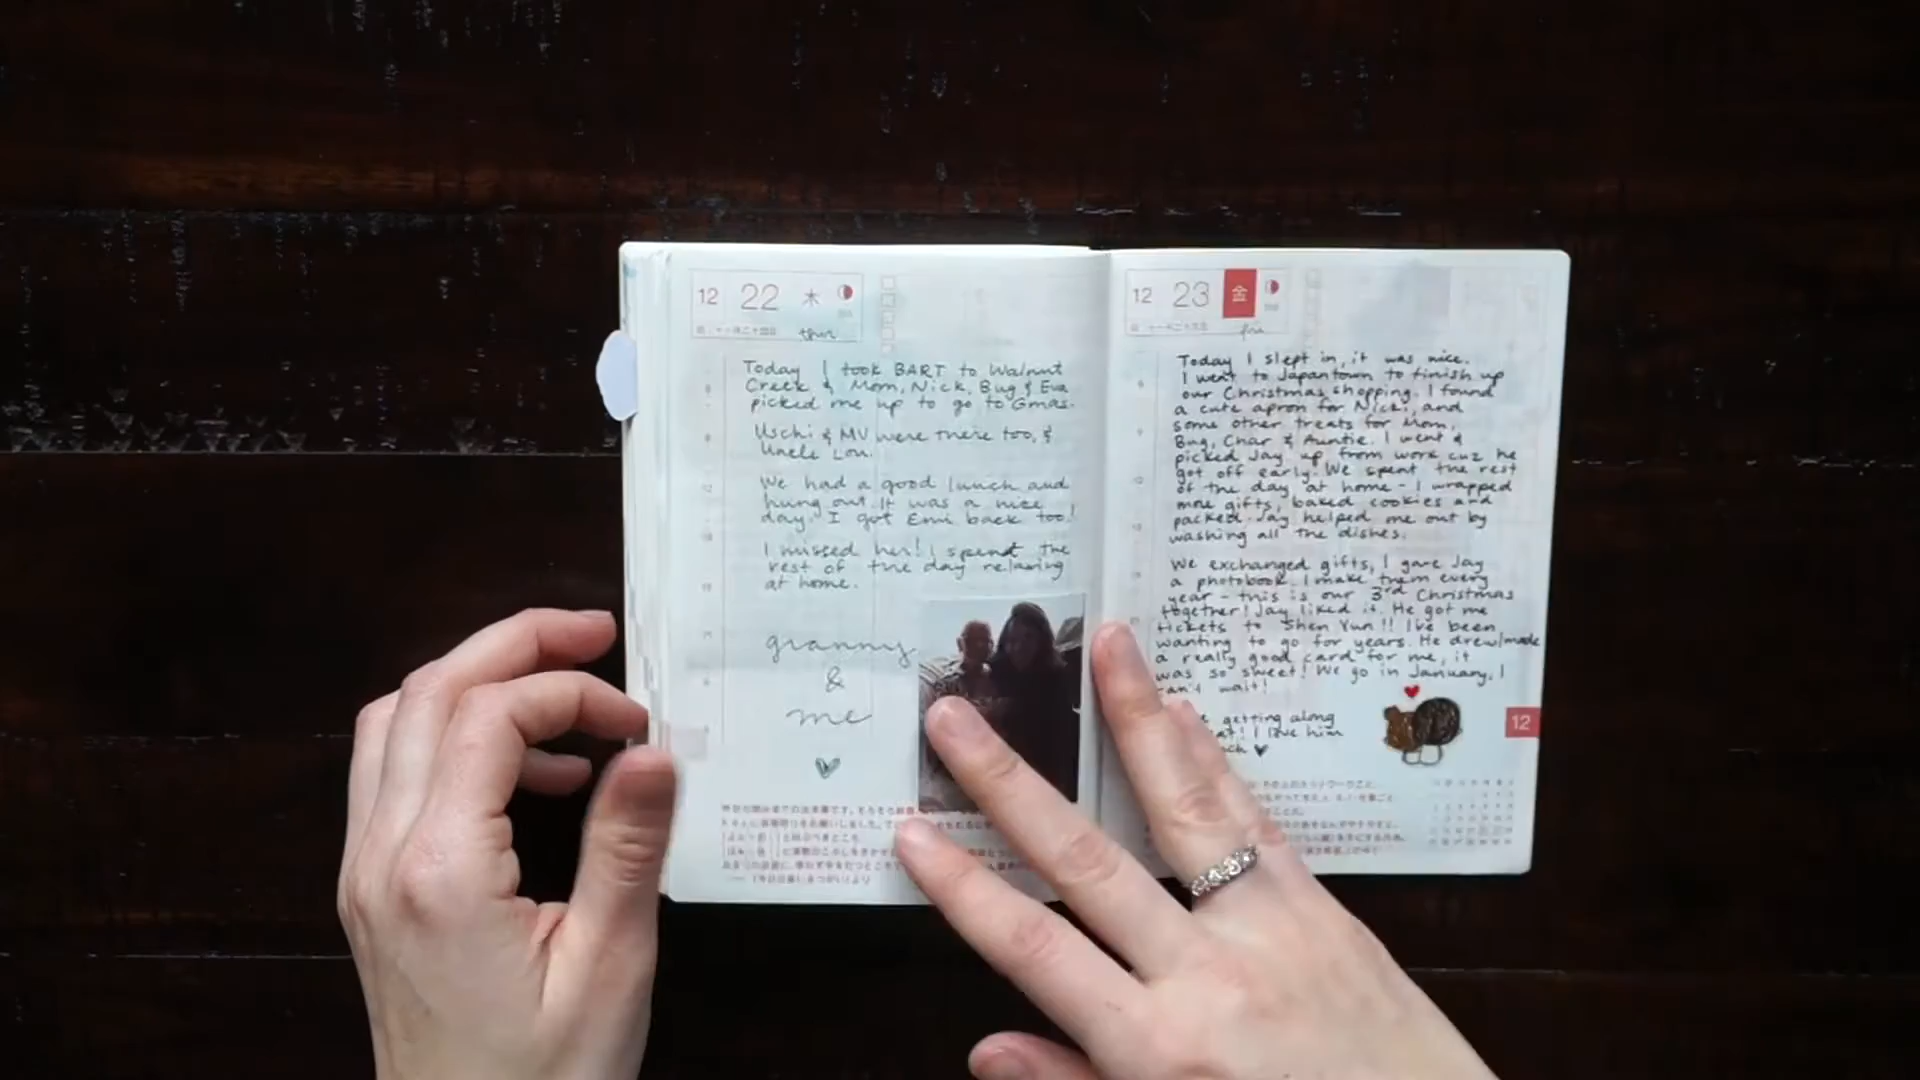 12 22 木
thur
Today I took BART to Walnut
Creek & Mom, Nick, Bug & Eva
picked me up to go to Gmas.
Uschi & MV were there too, &
Uncle Lou.
We had a good lunch and
hung out. It was a nice
day. I got Emi back too!
I missed her! I spent the
rest of the day relaxing
at home.
granny
&
me
12 23 金
fri
Today I slept in, it was nice.
I went to Japantown to finish up
our Christmas shopping. I found
a cute apron for Nicki, and
some other treats for Mom,
Bug, Char & Auntie. I went &
picked Jay up from work cuz he
got off early. We spent the rest
of the day at home - I wrapped
more gifts, baked cookies and
packed. Jay helped me out by
washing all the dishes.
We exchanged gifts, I gave Jay
a photobook. I make them every
year - this is our 3rd Christmas
together! Jay liked it. He got me
tickets to Shen Yun!! I've been
wanting to go for years. He drew/made
a really good card for me, it
was so sweet! We go in January, I
can't wait!
getting along
I love him
12